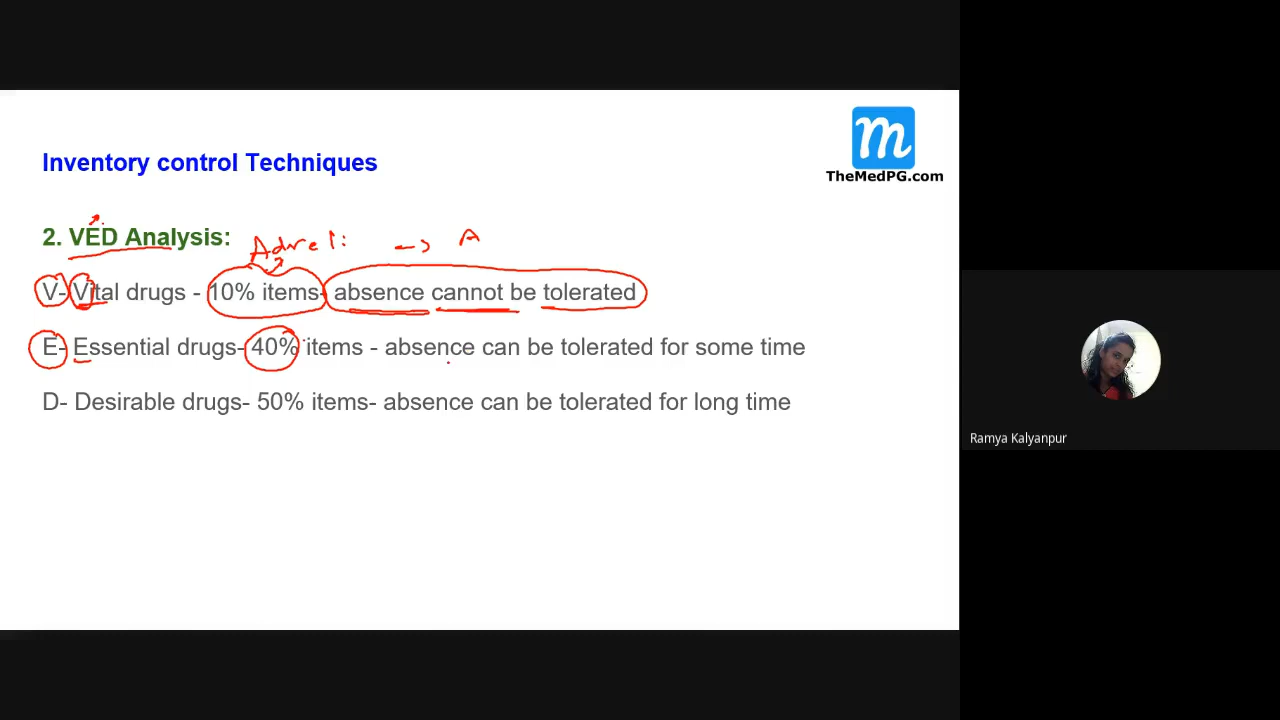 m
TheMedPG.com
Inventory control Techniques
2. VED Analysis:
→ A
V- Vital drugs - 10% items- absence cannot be tolerated
E- Essential drugs- 40% items - absence can be tolerated for some time
D- Desirable drugs- 50% items- absence can be tolerated for long time
Ramya Kalyanpur